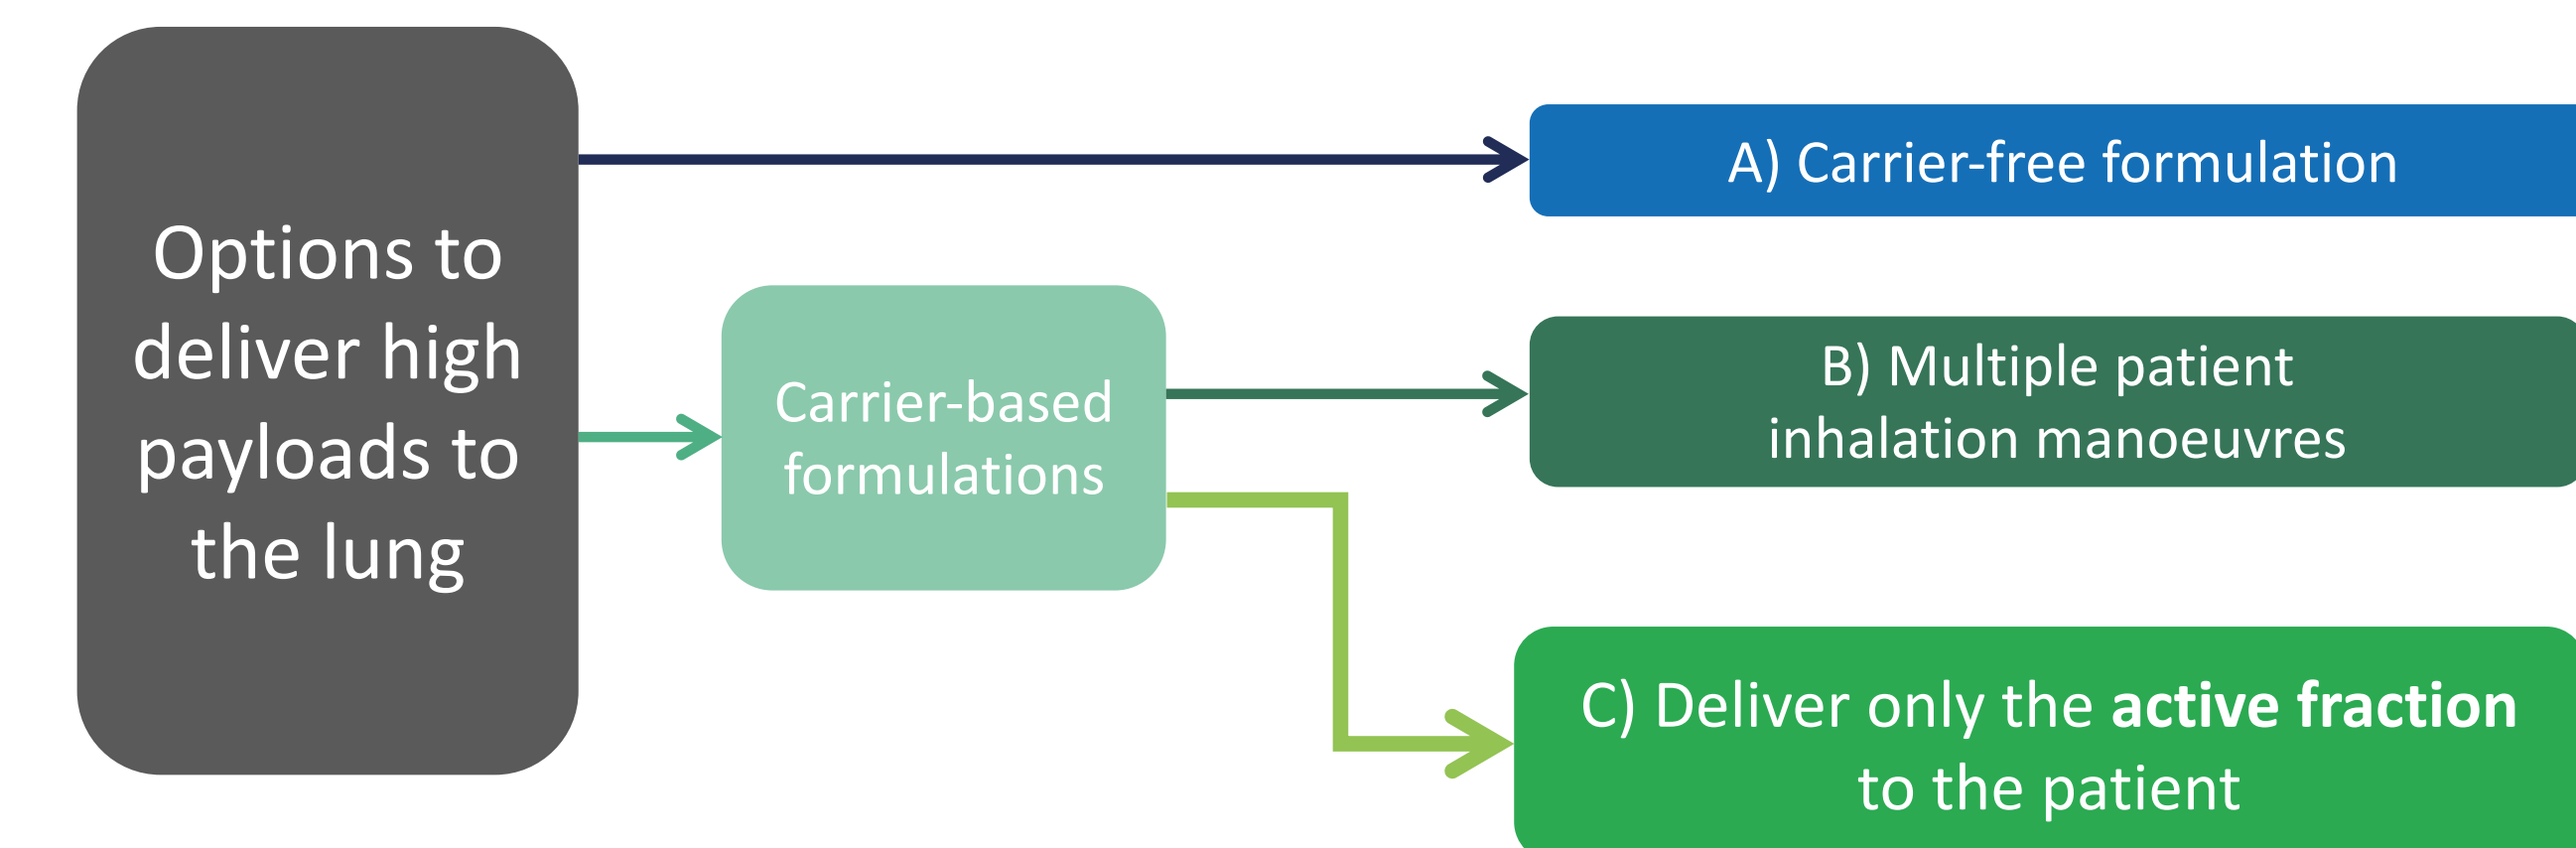 Options to
deliver high
payloads to
the lung
Carrier-based
formulations
A) Carrier-free formulation
B) Multiple patient
inhalation manoeuvres
C) Deliver only the active fraction
to the patient